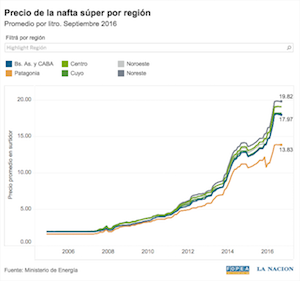 Precio de la nafta súper por región
Promedio por litro. Septiembre 2016
Filtrá por región
Highlight Región
Bs. As. y CABA
Centro
Noroeste
Patagonia
Cuyo
Noreste
20.00
15.00
10.00
5.00
0.00
Precio promedio en surtidor
19.82
17.97
13.83
2006
2008
2010
2012
2014
2016
Fuente: Ministerio de Energía
FOPEA
LA NACION